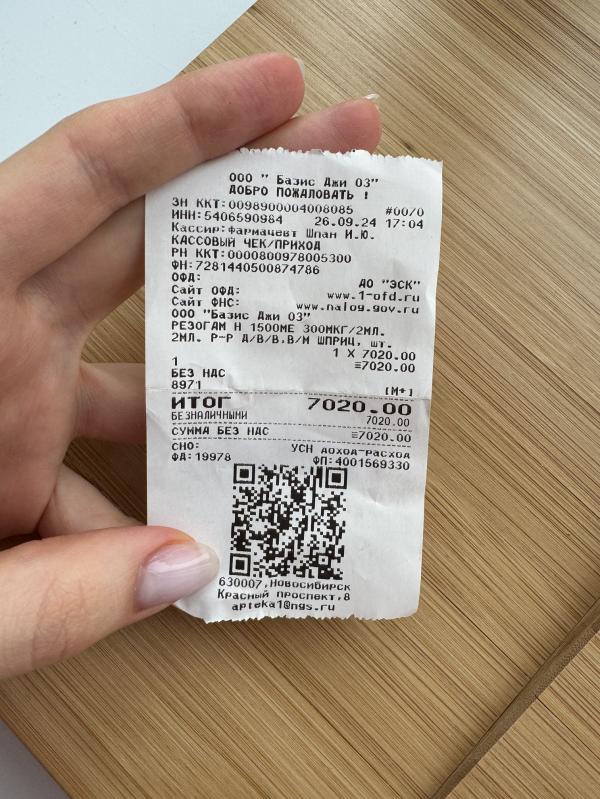 ООО " Базис Джи 03"
ДОБРО ПОЖАЛОВАТЬ !
ЗН ККТ:0098900004008085 #00/0
ИНН:5406590984 26.09.24 17:04
Кассир:Фармацевт Шпан И.Ю.
КАССОВЫЙ ЧЕК/ПРИХОД
РН ККТ:0000800978005300
ФН:7281440500874786
ОФД: АО "ЭСК"
Сайт ОФД: www.1-ofd.ru
Сайт ФНС: www.nalog.gov.ru
ООО "Базис Джи 03"
РЕЗОГАМ Н 1500МЕ 300МКГ/2МЛ.
2МЛ. Р-Р Д/В/В,В/М ШПРИЦ, шт.
1 X 7020.00
1 ≡7020.00
БЕЗ НДС
8971 [М+]
ИТОГ 7020.00
БЕЗНАЛИЧНЫМИ 7020.00
СУММА БЕЗ НДС ≡7020.00
СНО: УСН доход-расход
ФД:19978 ФП:4001569330
630007,Новосибирск
Красный проспект,8
apteka1@ngs.ru